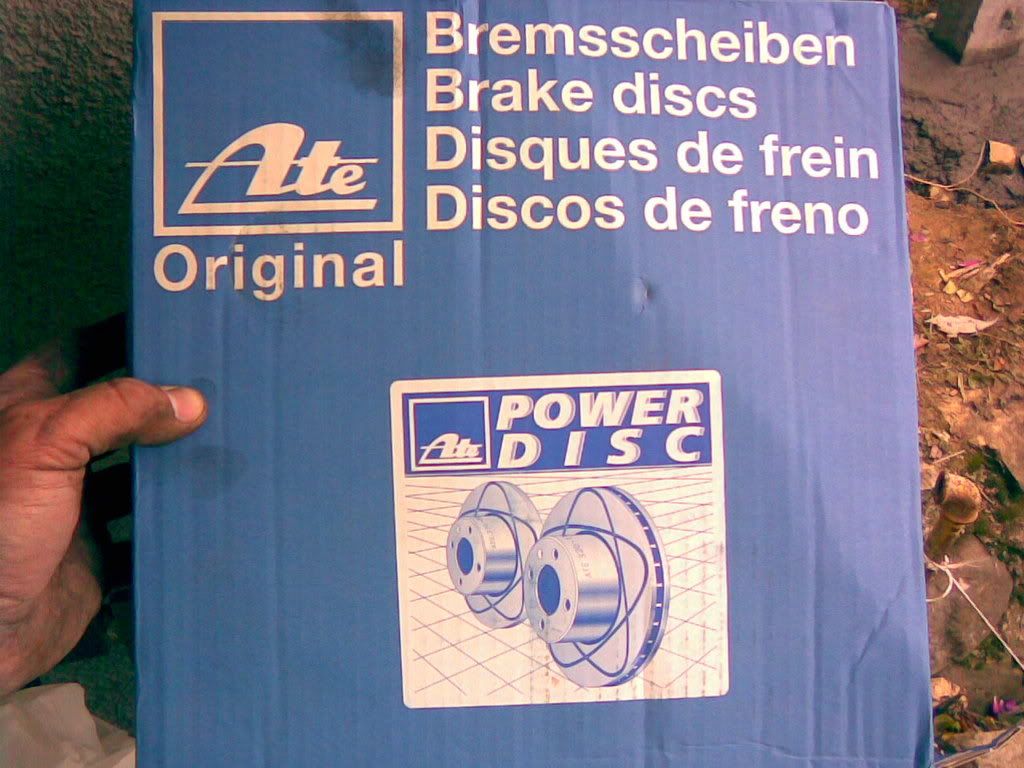 Ate
Original
Bremsscheiben
Brake discs
Disques de frein
Discos de freno
Ate
POWER
DISC